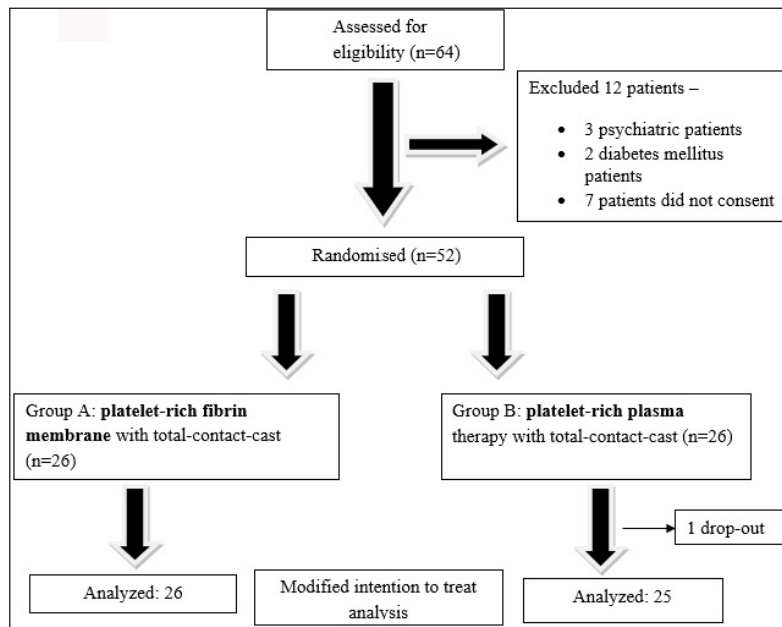 Assessed for
eligibility (n=64)
Excluded 12 patients –
• 3 psychiatric patients
• 2 diabetes mellitus
patients
• 7 patients did not consent
Randomised (n=52)
Group A: platelet-rich fibrin
membrane with total-contact-cast
(n=26)
Group B: platelet-rich plasma
therapy with total-contact-cast (n=26)
1 drop-out
Analyzed: 26
Modified intention to treat
analysis
Analyzed: 25